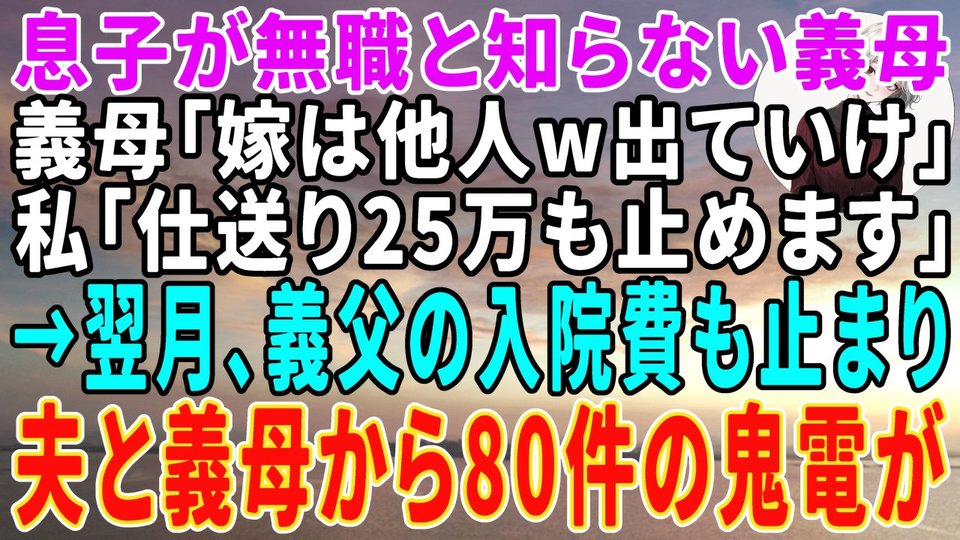 息子が無職と知らない義母
義母｢嫁は他人w出ていけ｣
私｢仕送り25万も止めます｣
→翌月､義父の入院費も止まり
夫と義母から80件の鬼電が